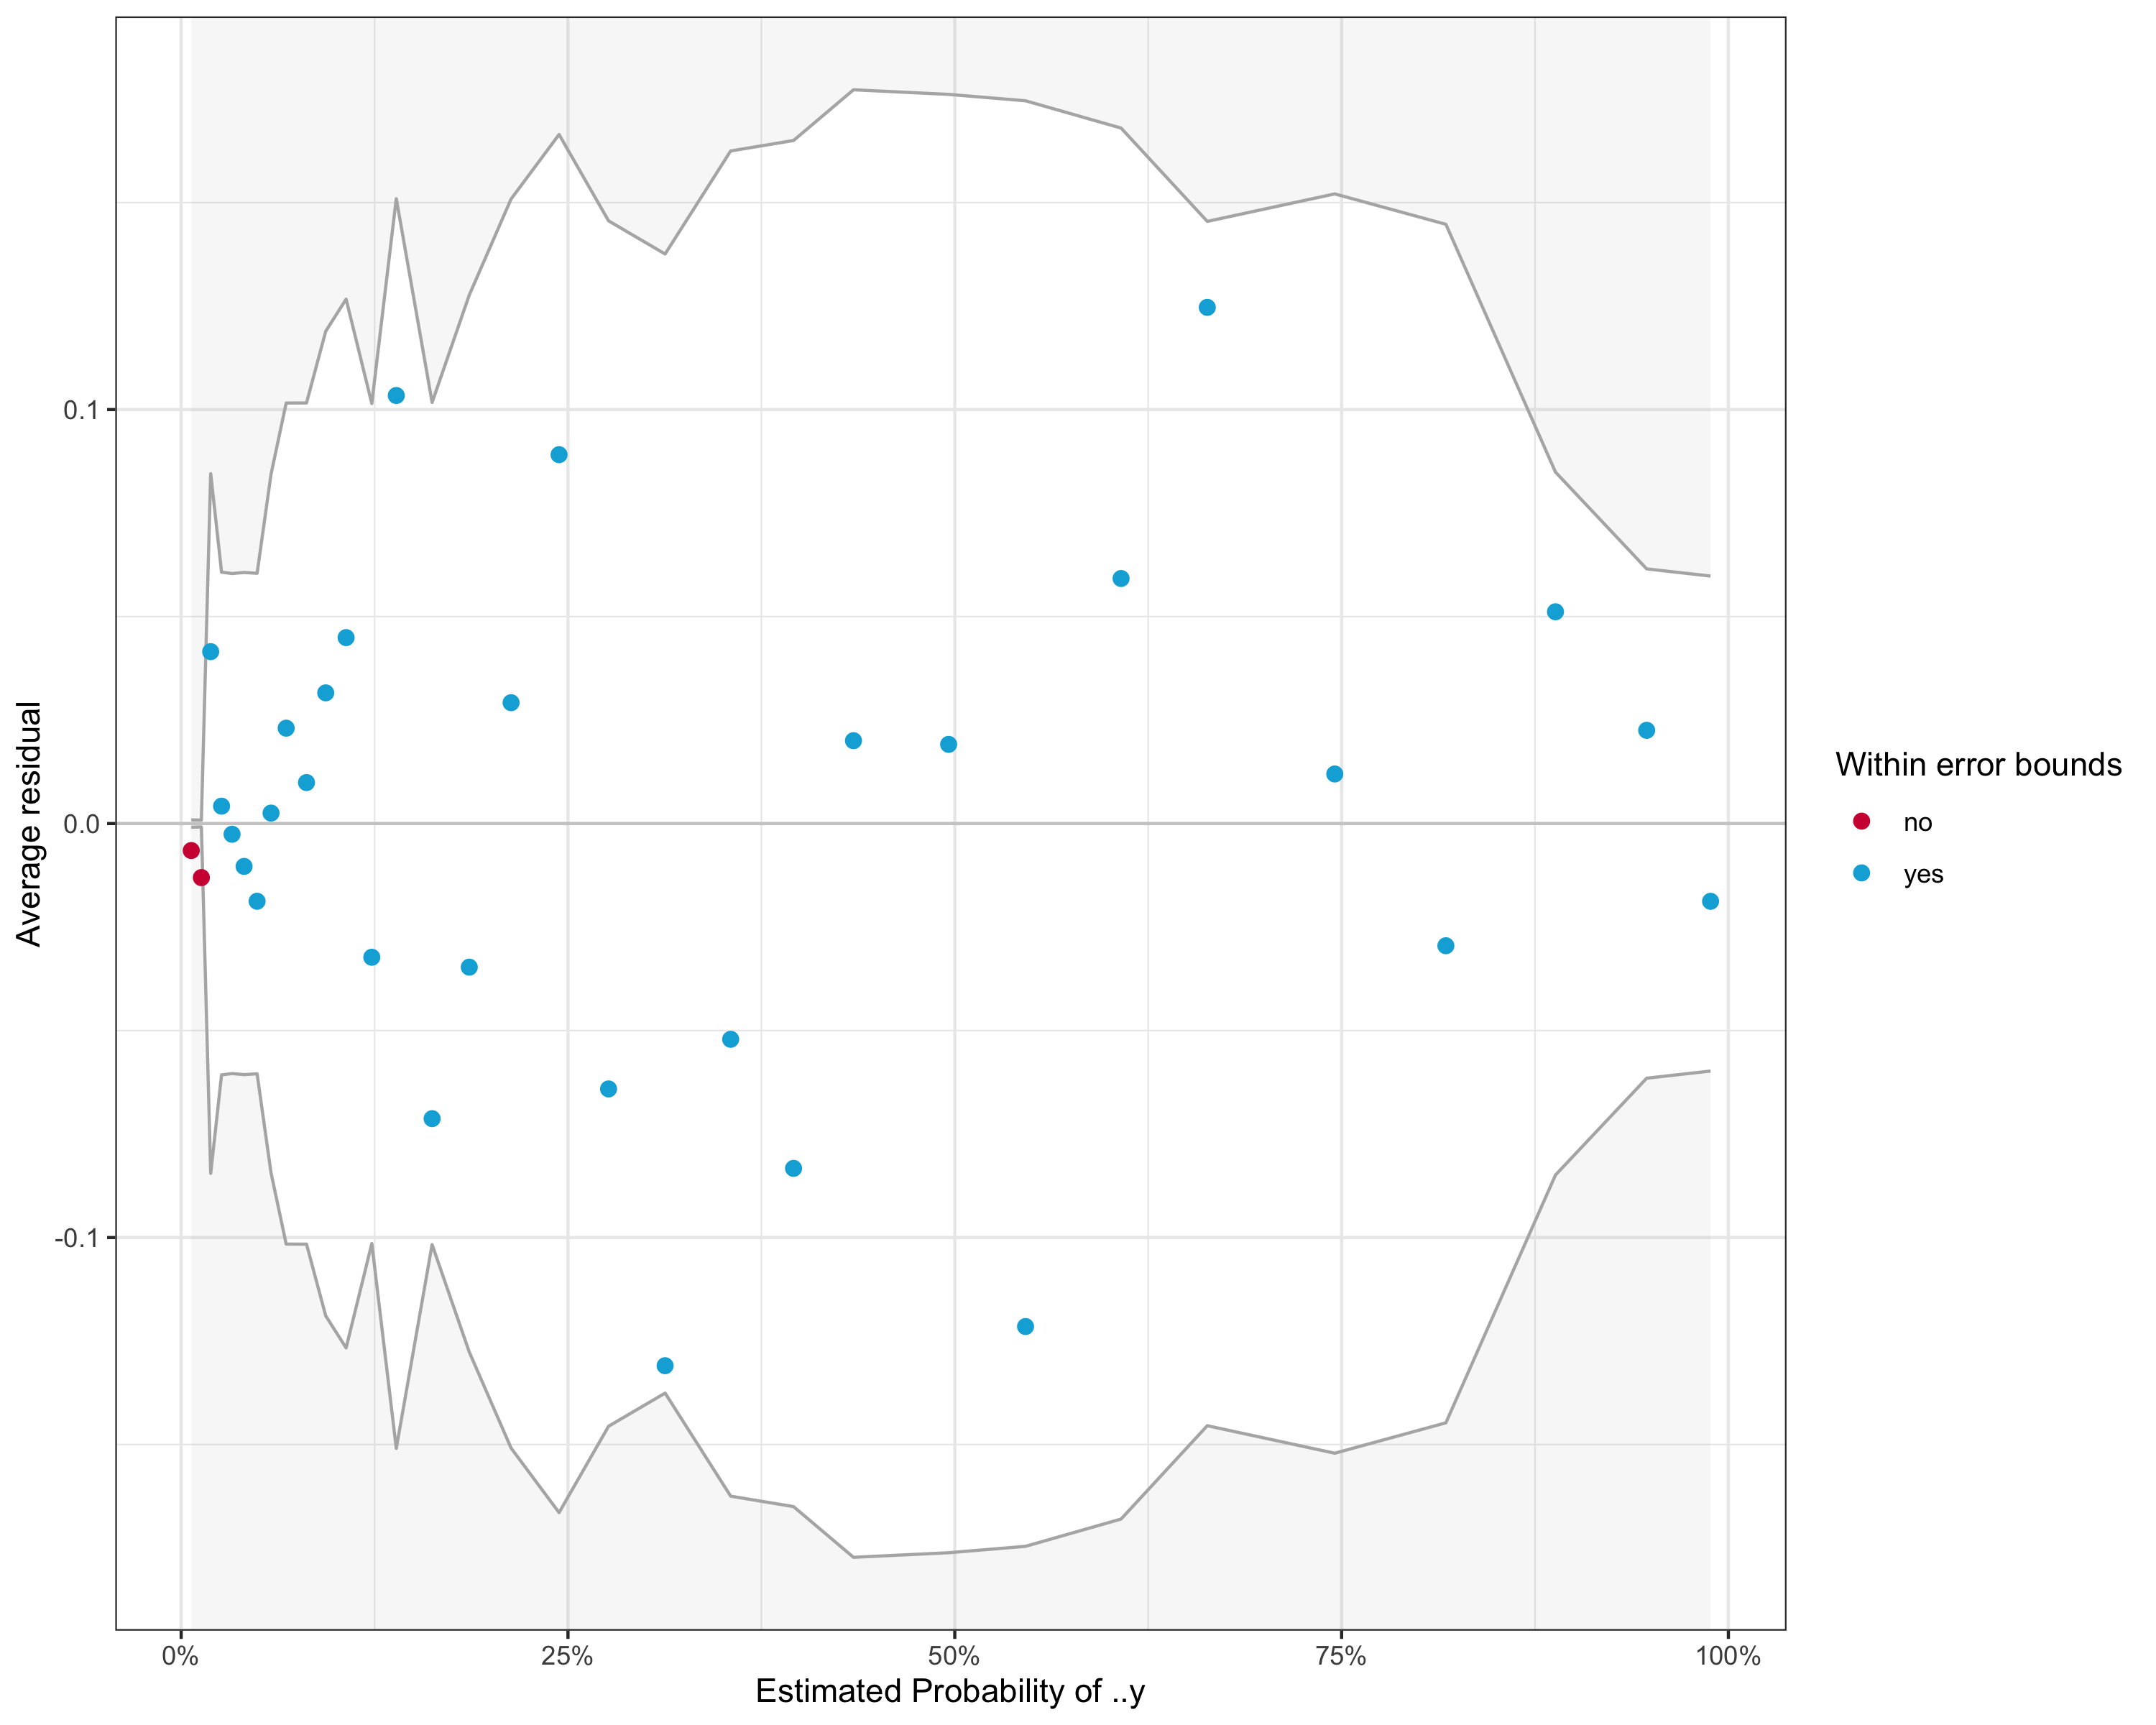 0.1
0.0
-0.1
Average residual
0%
25%
50%
75%
100%
Estimated Probability of ..y
Within error bounds
no
yes